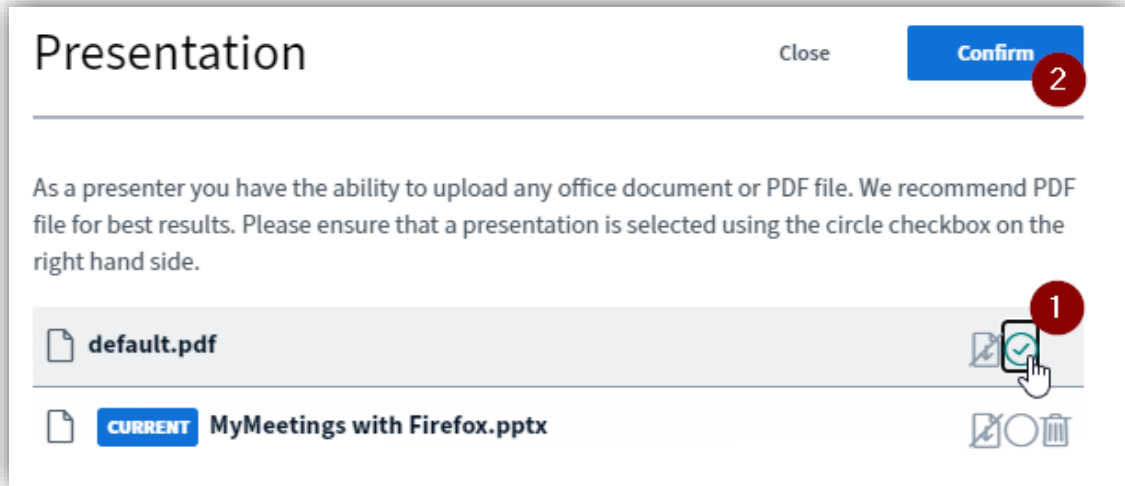 Presentation
Close
Confirm
2
As a presenter you have the ability to upload any office document or PDF file. We recommend PDF
file for best results. Please ensure that a presentation is selected using the circle checkbox on the
right hand side.
1
default.pdf
CURRENT MyMeetings with Firefox.pptx